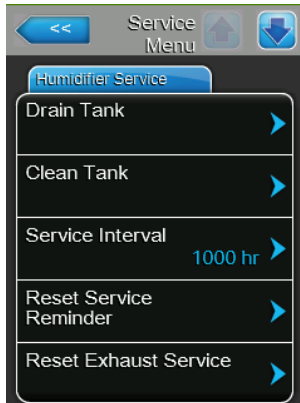 <<
Service
Menu
Humidifier Service
Drain Tank
Clean Tank
Service Interval
1000 hr
Reset Service
Reminder
Reset Exhaust Service